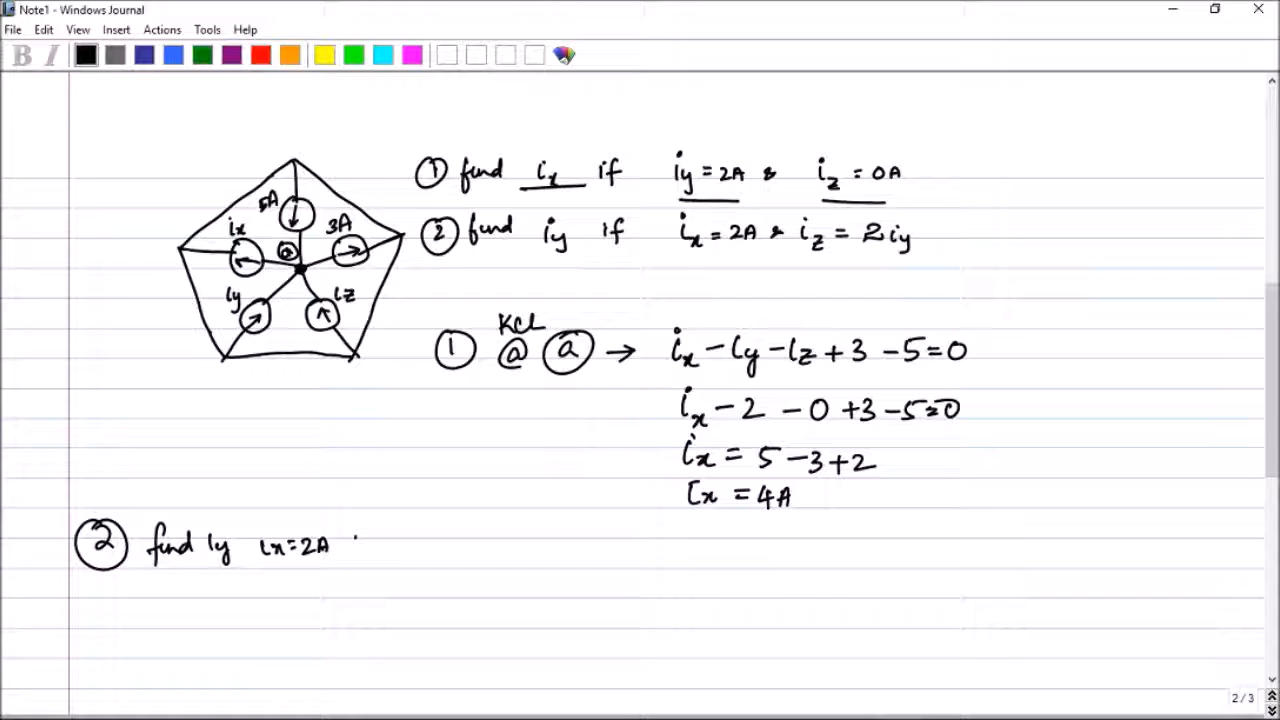 Note1 - Windows Journal
File Edit View Insert Actions Tools Help
B I
① find ix if iy = 2A & iz = 0A
② find iy if ix = 2A & iz = 2iy
5A
ix
3A
a
iy
iz
KCL
① @ ⓐ → ix - iy - iz + 3 - 5 = 0
ix - 2 - 0 + 3 - 5 = 0
ix = 5 - 3 + 2
Ix = 4A
② find iy ix = 2A
2 / 3